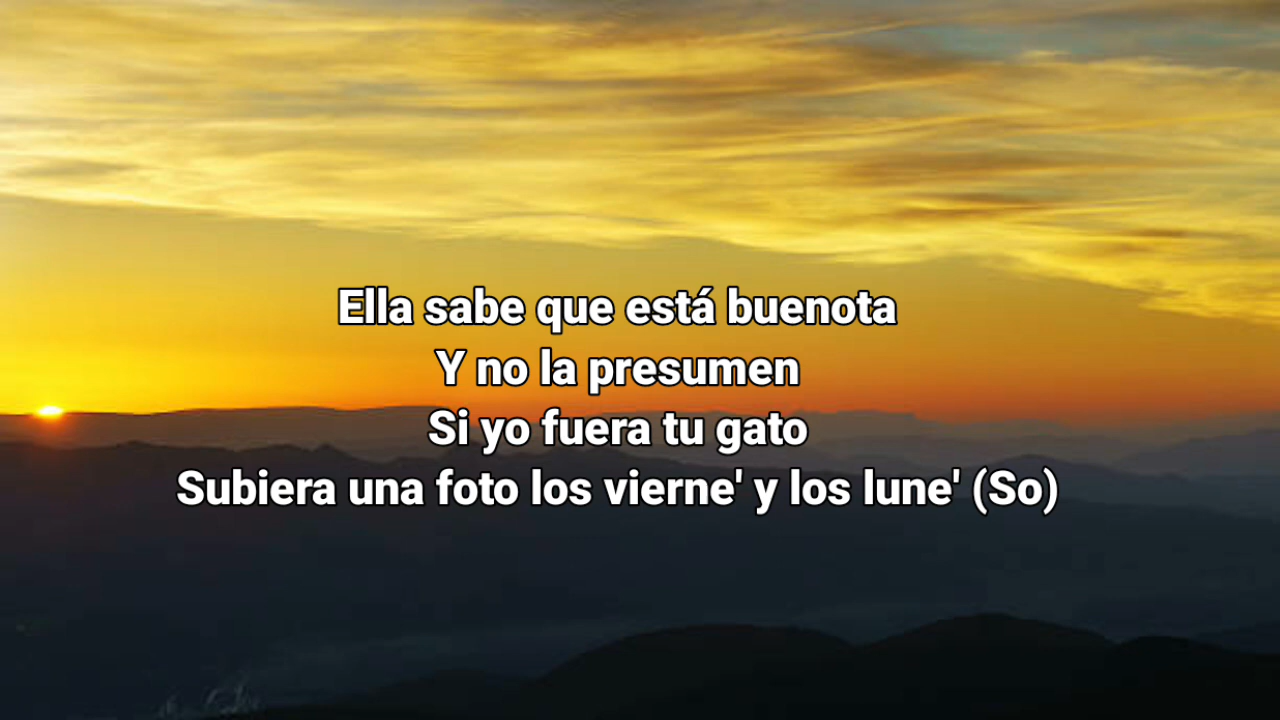 Ella sabe que está buenota
Y no la presumen
Si yo fuera tu gato
Subiera una foto los vierne' y los lune' (So)